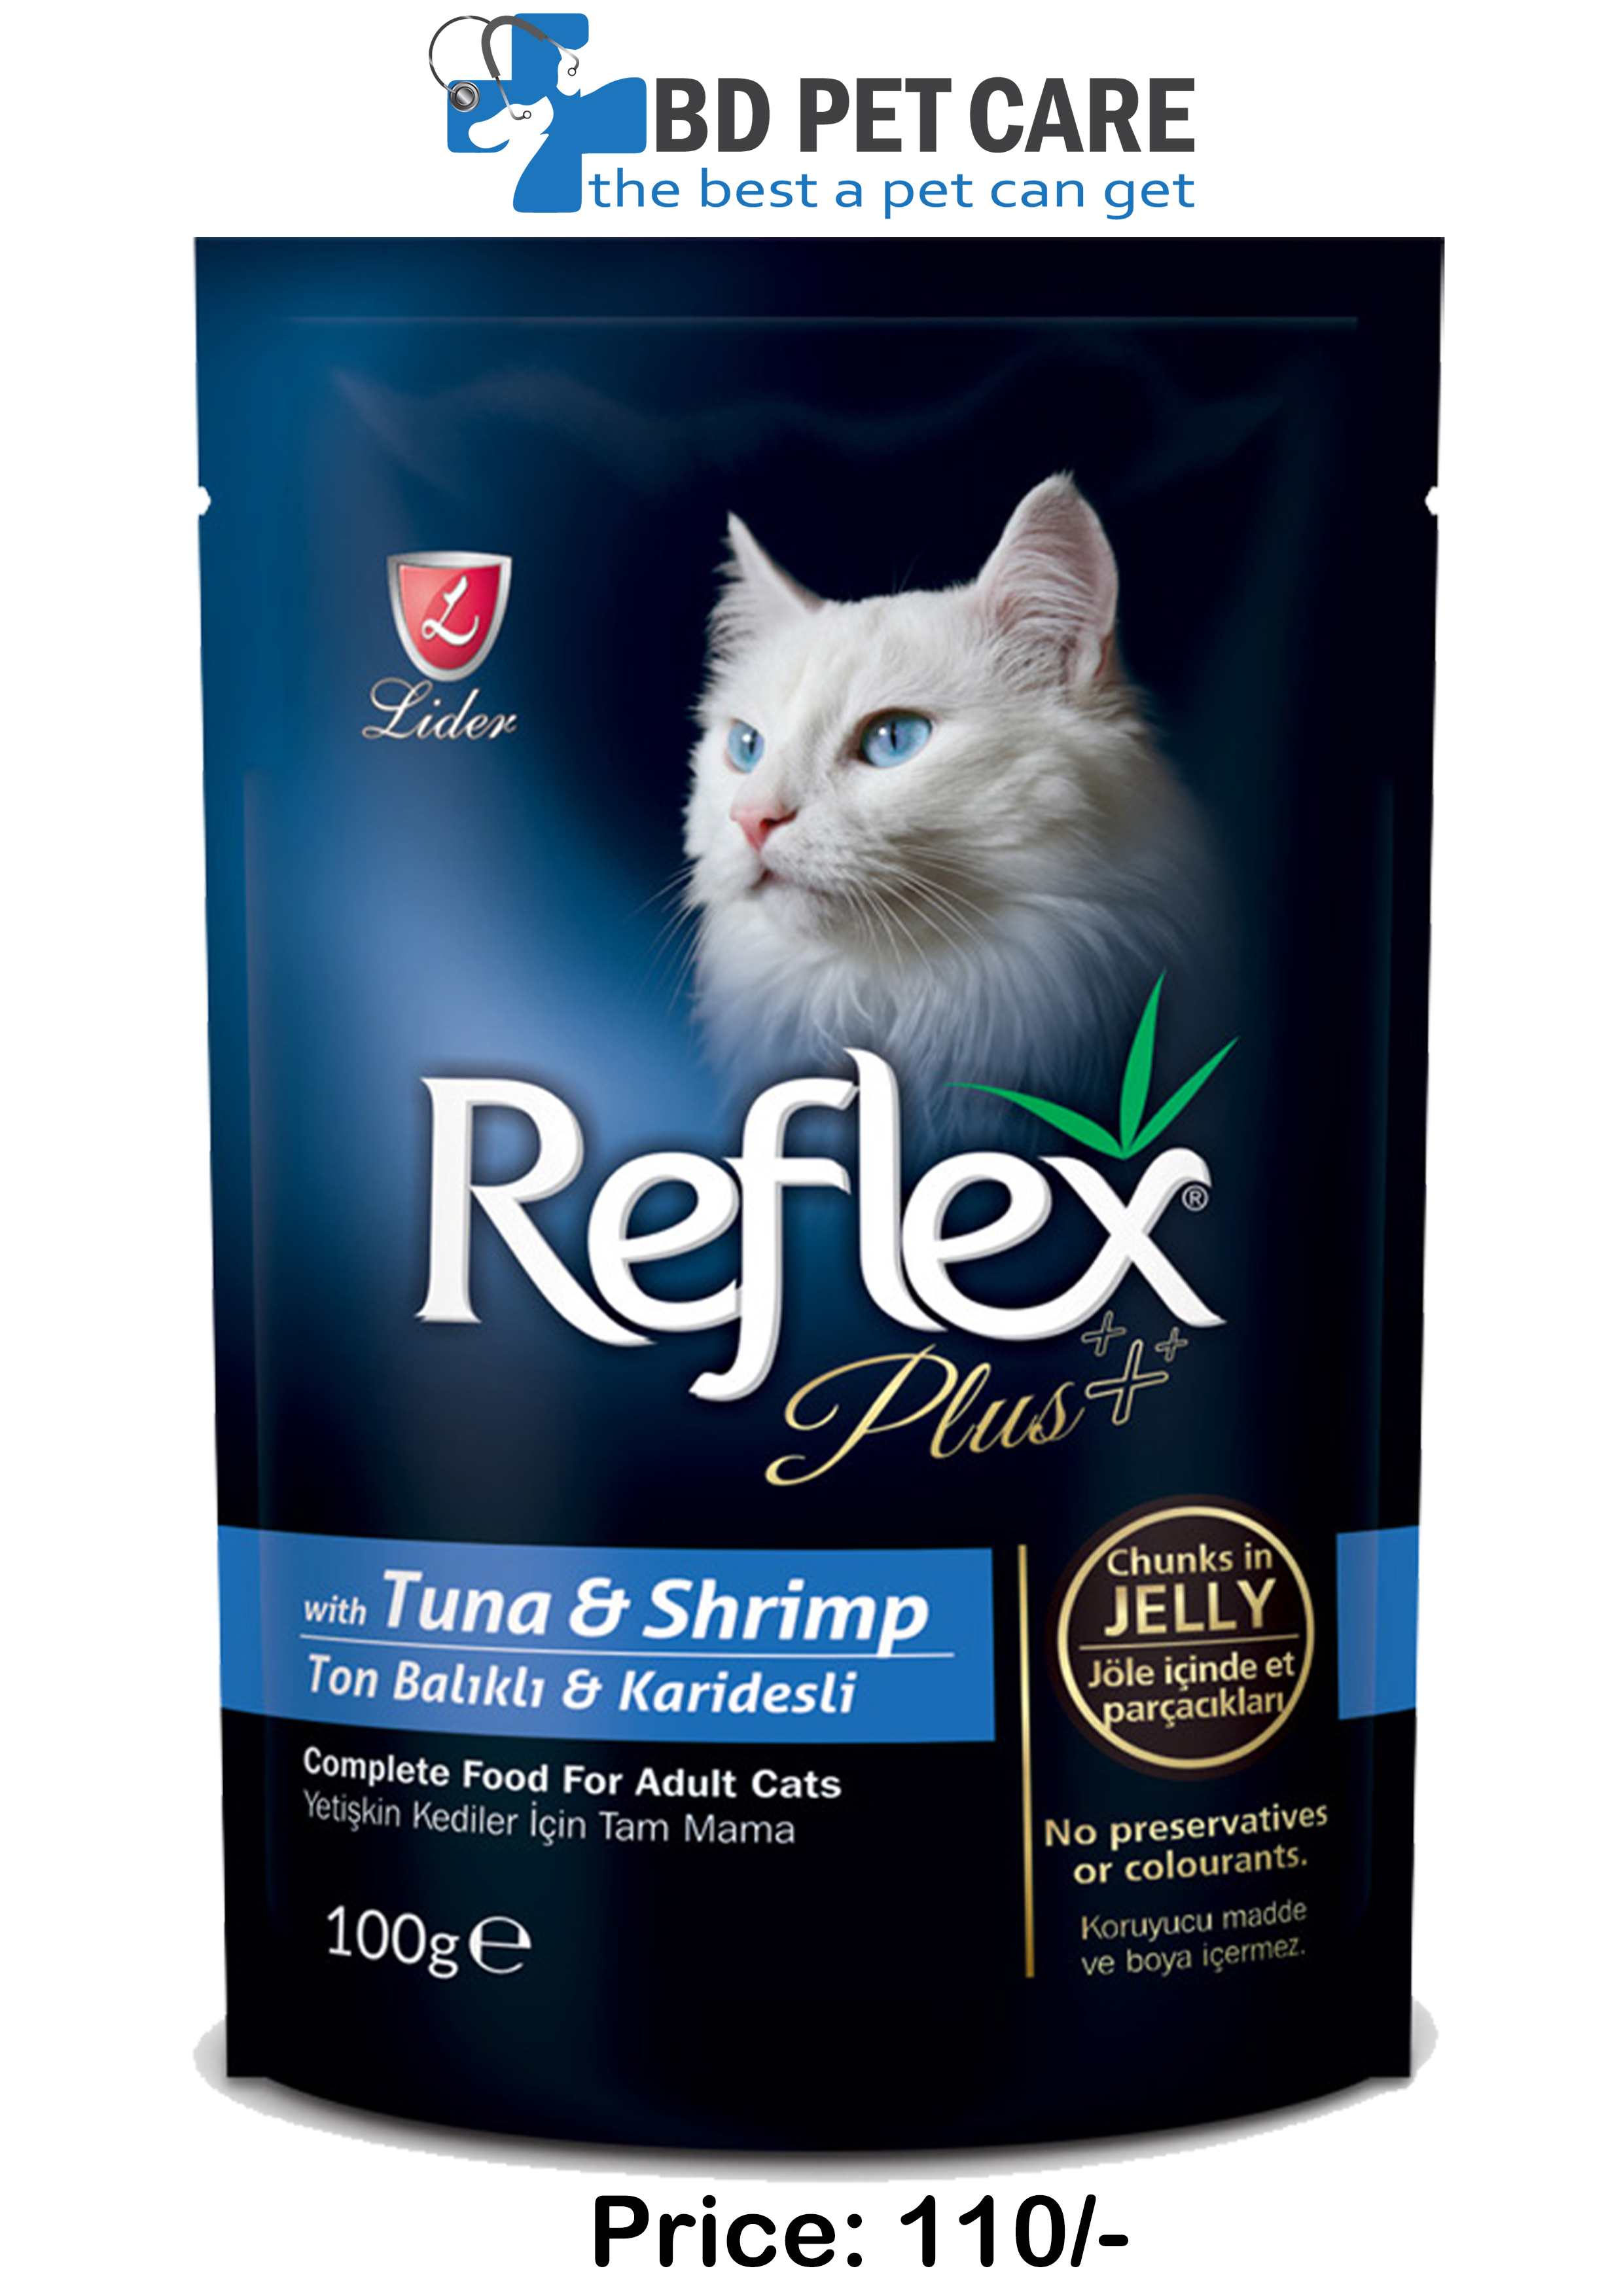 BD PET CARE
the best a pet can get
L
Lider
Reflex®
Plus+++
with Tuna & Shrimp
Ton Balıklı & Karidesli
Chunks in
JELLY
Jöle içinde et
parçacıkları
Complete Food For Adult Cats
Yetişkin Kediler İçin Tam Mama
No preservatives
or colourants.
Koruyucu madde
ve boya içermez.
100g℮
Price: 110/-